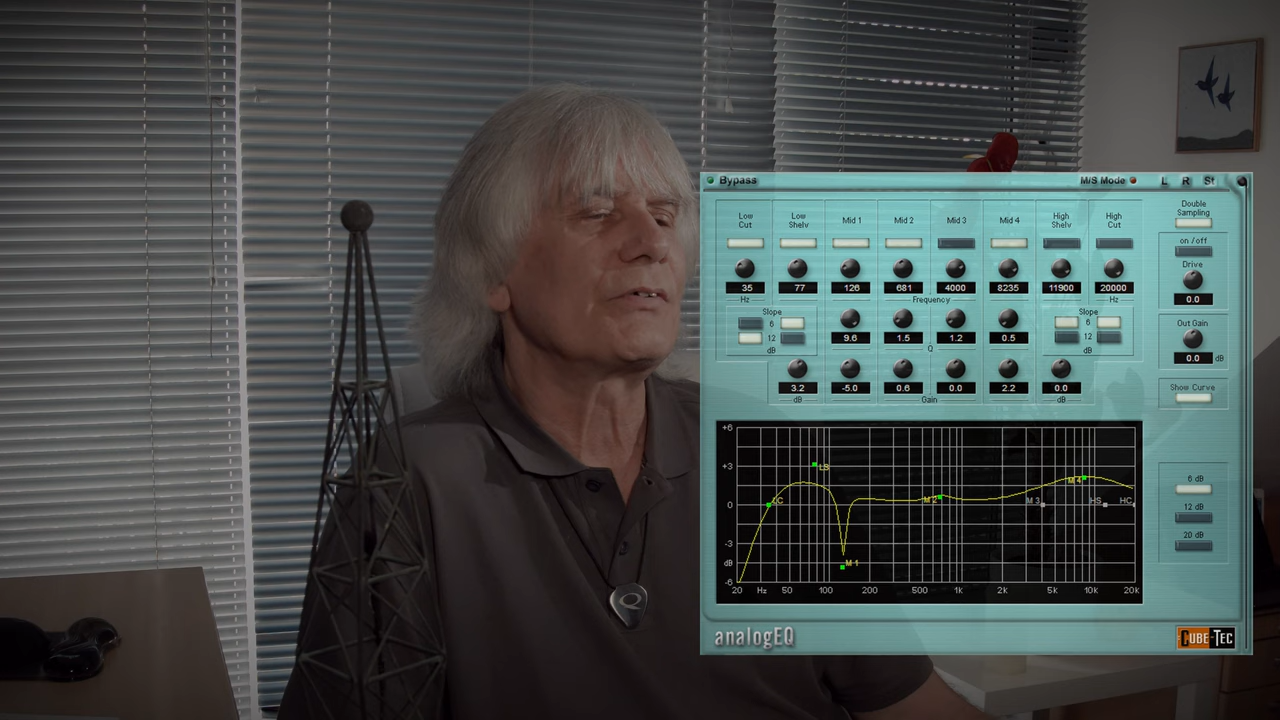 Bypass
M/S Mode L R St
Low Cut
Low Shelv
Mid 1
Mid 2
Mid 3
Mid 4
High Shelv
High Cut
35 77 126 681 4000 8235 11900 20000
Hz Frequency Hz
Slope
6
12
dB
9.6 1.5 1.2 0.5
Q
Slope
6
12
dB
3.2 -5.0 0.6 0.0 2.2 0.0
dB Gain dB
Double Sampling
on / off
Drive
0.0
Out Gain
0.0 dB
Show Curve
6 dB
12 dB
20 dB
+6
+3
0
-3
dB
-6
LC LS M 1 M 2 M 3 M 4 HS HC
20 Hz 50 100 200 500 1k 2k 5k 10k 20k
analogEQ
CUBE-TEC